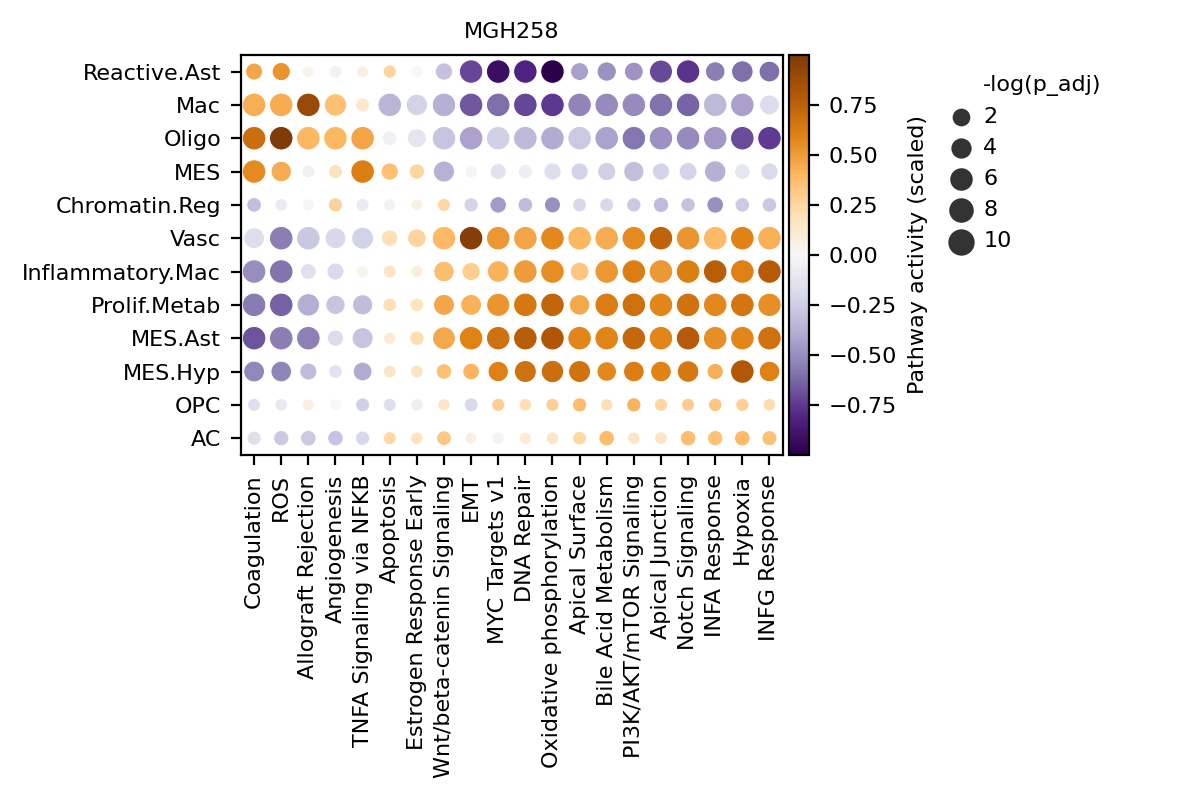 MGH258
Reactive.Ast
Mac
Oligo
MES
Chromatin.Reg
Vasc
Inflammatory.Mac
Prolif.Metab
MES.Ast
MES.Hyp
OPC
AC
Coagulation
ROS
Allograft Rejection
Angiogenesis
TNFA Signaling via NFKB
Apoptosis
Estrogen Response Early
Wnt/beta-catenin Signaling
EMT
MYC Targets v1
DNA Repair
Oxidative phosphorylation
Apical Surface
Bile Acid Metabolism
PI3K/AKT/mTOR Signaling
Apical Junction
Notch Signaling
INFA Response
Hypoxia
INFG Response
0.75
0.50
0.25
0.00
−0.25
−0.50
−0.75
Pathway activity (scaled)
-log(p_adj)
2
4
6
8
10